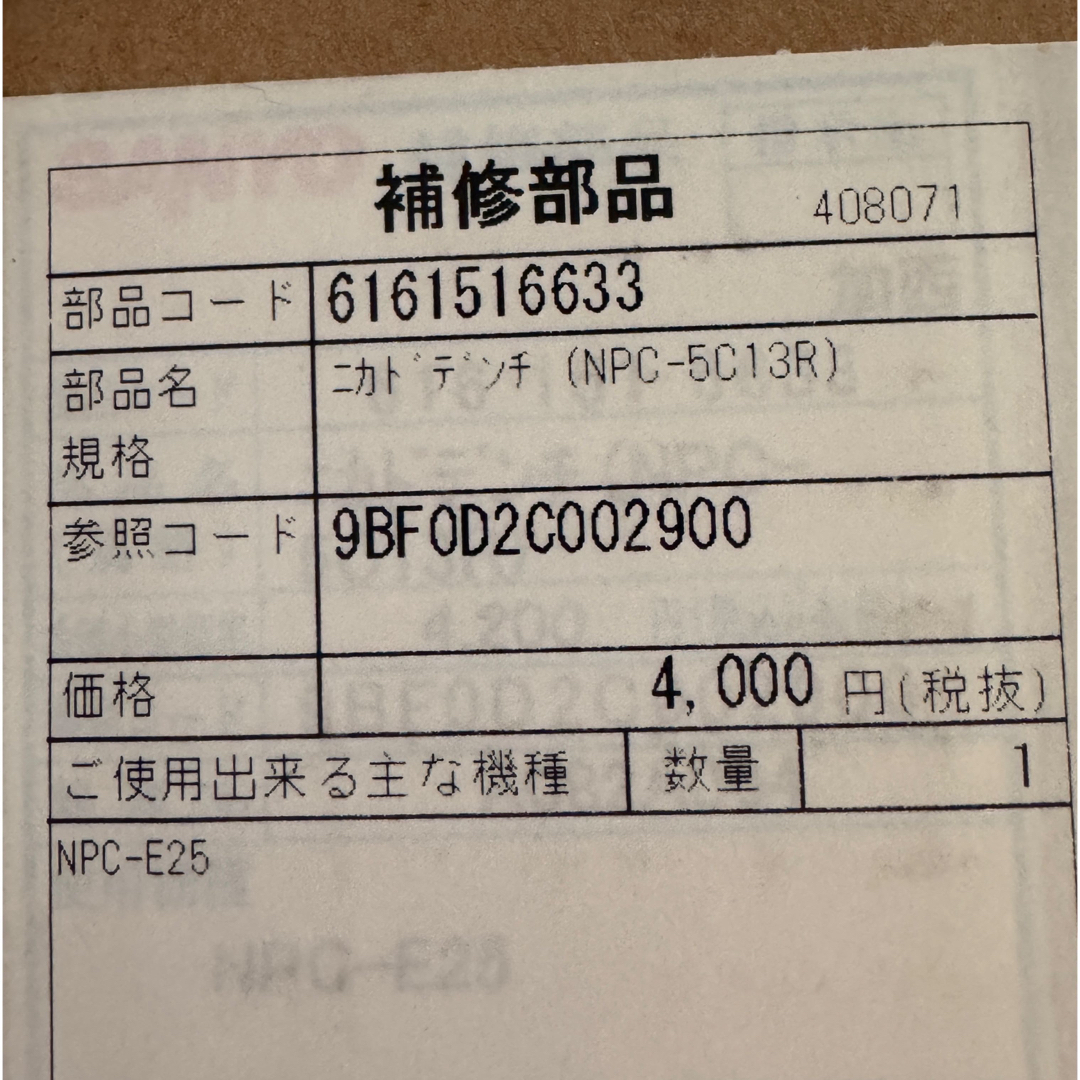 補修部品
408071
部品コード 6161516633
部品名 ニカドデンチ (NPC-5C13R)
規格
参照コード 9BF0D2C002900
価格 4,000 円(税抜)
ご使用出来る主な機種 数量 1
NPC-E25
4,200
NPC-E25